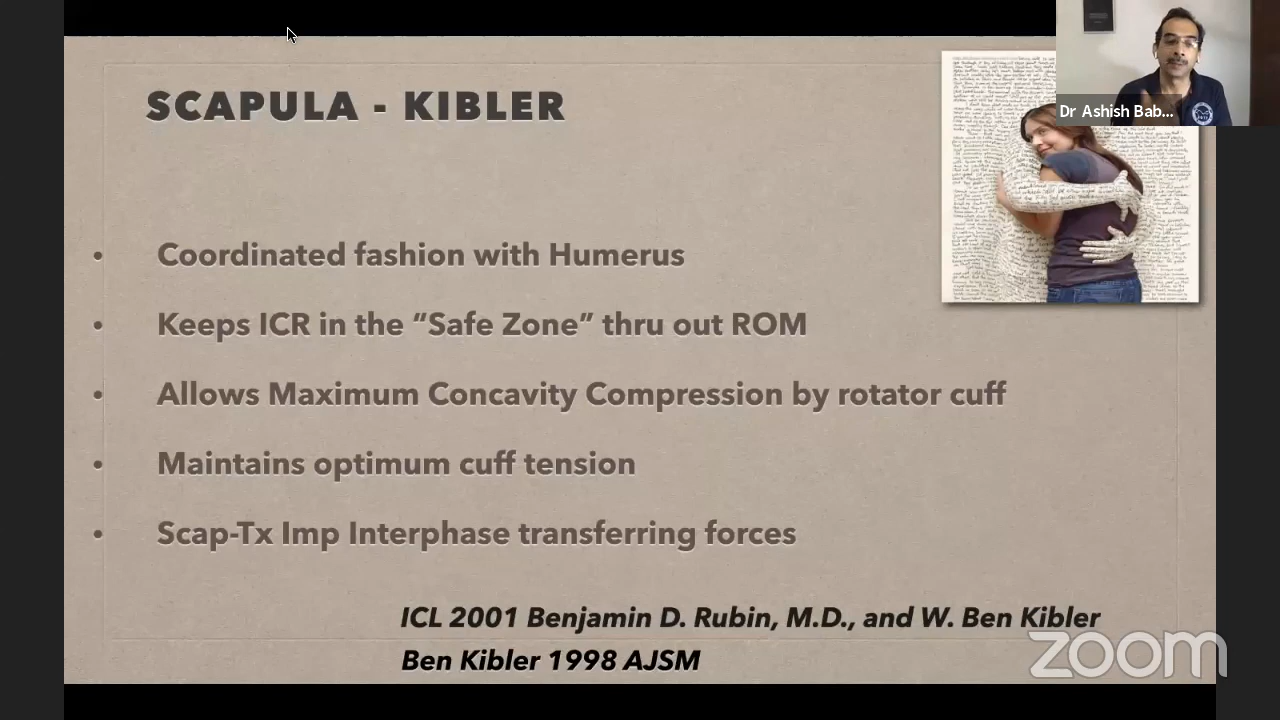 SCAPULA - KIBLER
Dr Ashish Bab...
• Coordinated fashion with Humerus
• Keeps ICR in the “Safe Zone” thru out ROM
• Allows Maximum Concavity Compression by rotator cuff
• Maintains optimum cuff tension
• Scap-Tx Imp Interphase transferring forces
ICL 2001 Benjamin D. Rubin, M.D., and W. Ben Kibler
Ben Kibler 1998 AJSM
zoom